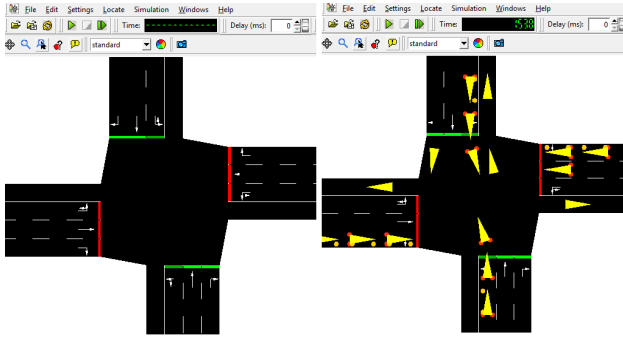 File Edit Settings Locate Simulation Windows Help
Time: Delay (ms): 0
standard
File Edit Settings Locate Simulation Windows Help
Time: 1538 Delay (ms): 0
standard